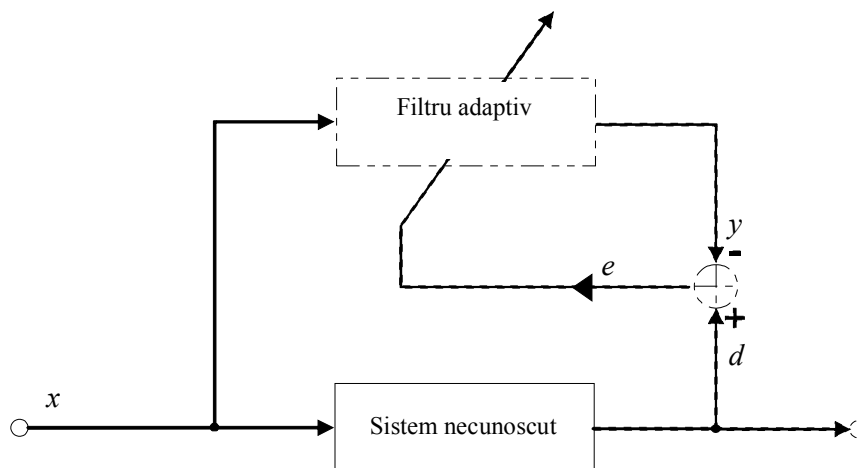 Filtru adaptiv
y
-
e
+
d
x
Sistem necunoscut